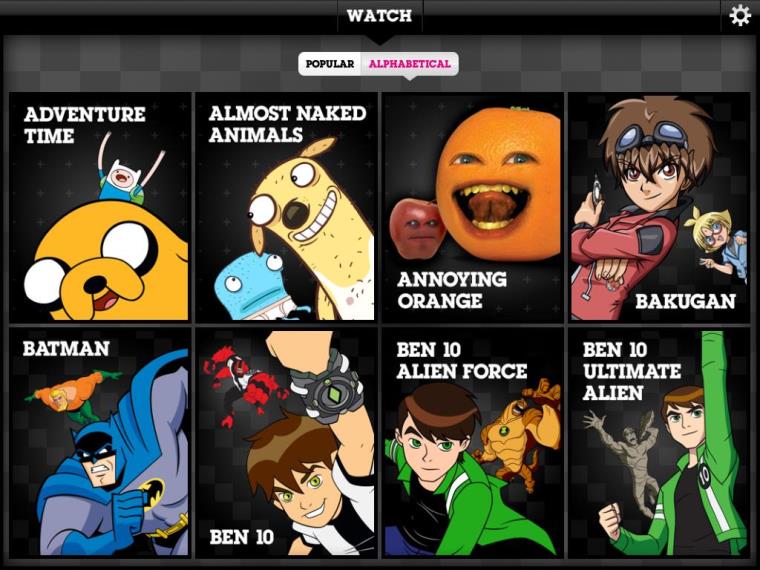 WATCH
POPULAR ALPHABETICAL
ADVENTURE
TIME
ALMOST NAKED
ANIMALS
ANNOYING
ORANGE
BAKUGAN
BATMAN
BEN 10
BEN 10
ALIEN FORCE
BEN 10
ULTIMATE
ALIEN
10